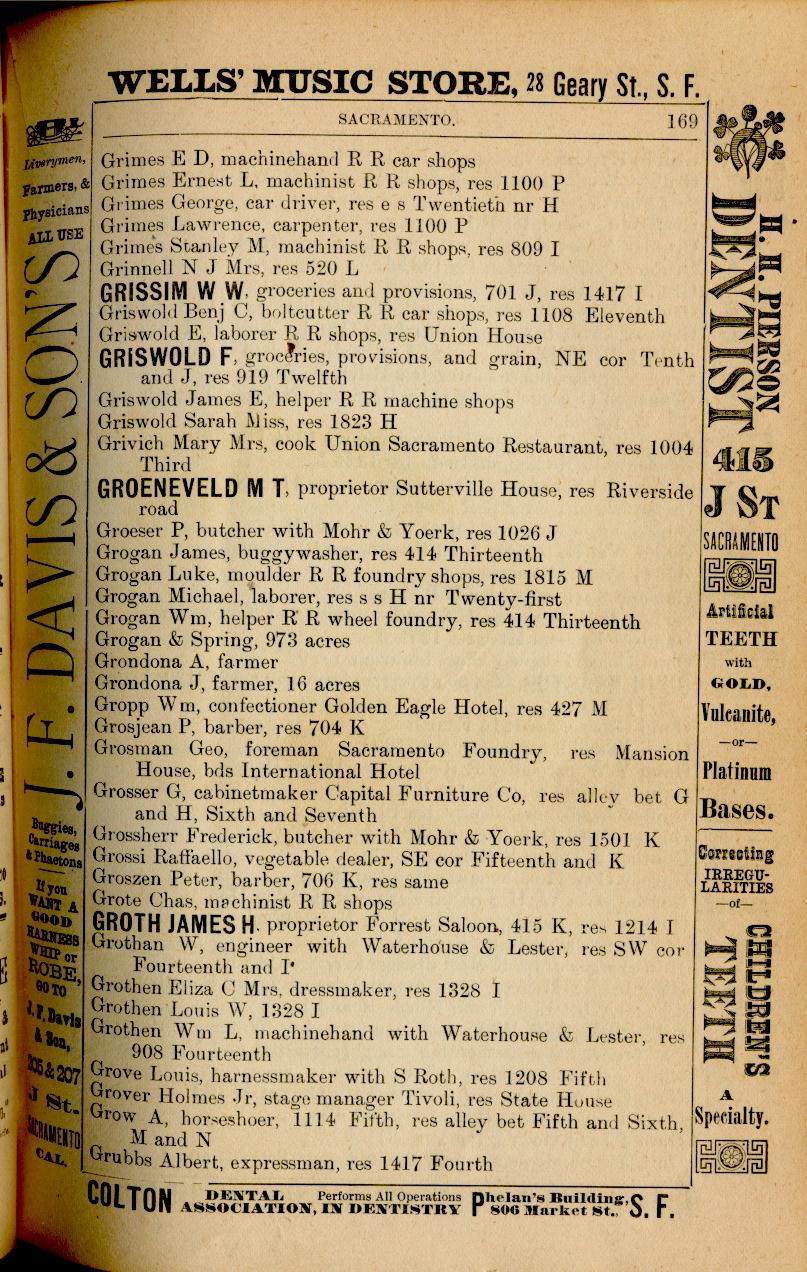 WELLS' MUSIC STORE, 28 Geary St., S. F.
SACRAMENTO. 169
Grimes E D, machinehand R R car shops
Grimes Ernest L, machinist R R shops, res 1100 P
Grimes George, car driver, res e s Twentieth nr H
Grimes Lawrence, carpenter, res 1100 P
Grimes Stanley M, machinist R R shops, res 809 I
Grinnell N J Mrs, res 520 L
GRISSIM W W, groceries and provisions, 701 J, res 1417 I
Griswold Benj C, boltcutter R R car shops, res 1108 Eleventh
Griswold E, laborer R R shops, res Union House
GRISWOLD F, groceries, provisions, and grain, NE cor Tenth
and J, res 919 Twelfth
Griswold James E, helper R R machine shops
Griswold Sarah Miss, res 1823 H
Grivich Mary Mrs, cook Union Sacramento Restaurant, res 1004
Third
GROENEVELD M T, proprietor Sutterville House, res Riverside
road
Groeser P, butcher with Mohr & Yoerk, res 1026 J
Grogan James, buggywasher, res 414 Thirteenth
Grogan Luke, moulder R R foundry shops, res 1815 M
Grogan Michael, laborer, res s s H nr Twenty-first
Grogan Wm, helper R R wheel foundry, res 414 Thirteenth
Grogan & Spring, 973 acres
Grondona A, farmer
Grondona J, farmer, 16 acres
Gropp Wm, confectioner Golden Eagle Hotel, res 427 M
Grosjean P, barber, res 704 K
Grosman Geo, foreman Sacramento Foundry, res Mansion
House, bds International Hotel
Grosser G, cabinetmaker Capital Furniture Co, res alley bet G
and H, Sixth and Seventh
Grossherr Frederick, butcher with Mohr & Yoerk, res 1501 K
Grossi Raffaello, vegetable dealer, SE cor Fifteenth and K
Groszen Peter, barber, 706 K, res same
Grote Chas, machinist R R shops
GROTH JAMES H, proprietor Forrest Saloon, 415 K, res 1214 I
Grothan W, engineer with Waterhouse & Lester, res SW cor
Fourteenth and I
Grothen Eliza C Mrs, dressmaker, res 1328 I
Grothen Louis W, 1328 I
Grothen Wm L, machinehand with Waterhouse & Lester, res
908 Fourteenth
Grove Louis, harnessmaker with S Roth, res 1208 Fifth
Grover Holmes Jr, stage manager Tivoli, res State House
Grow A, horseshoer, 1114 Fifth, res alley bet Fifth and Sixth,
M and N
Grubbs Albert, expressman, res 1417 Fourth
Liverymen,
Farmers, &
Physicians
ALL USE
J. F. DAVIS & SON'S
Buggies,
Carriages
& Phaetons
If you
WANT A
GOOD
HARNESS
WHIP or
ROBE,
GO TO
J. F. Davis
& Son,
205 & 207
J St.
SACRAMENTO
CAL.
H. H. PIERSON
DENTIST
415
J ST
SACRAMENTO
Artificial
TEETH
with
GOLD,
Vulcanite,
—or—
Platinum
Bases.
Correcting
IRREGU-
LARITIES
—of—
CHILDREN'S
TEETH
A
Specialty.
COLTON DENTAL ASSOCIATION, Performs All Operations IN DENTISTRY Phelan's Building, 806 Market St., S. F.